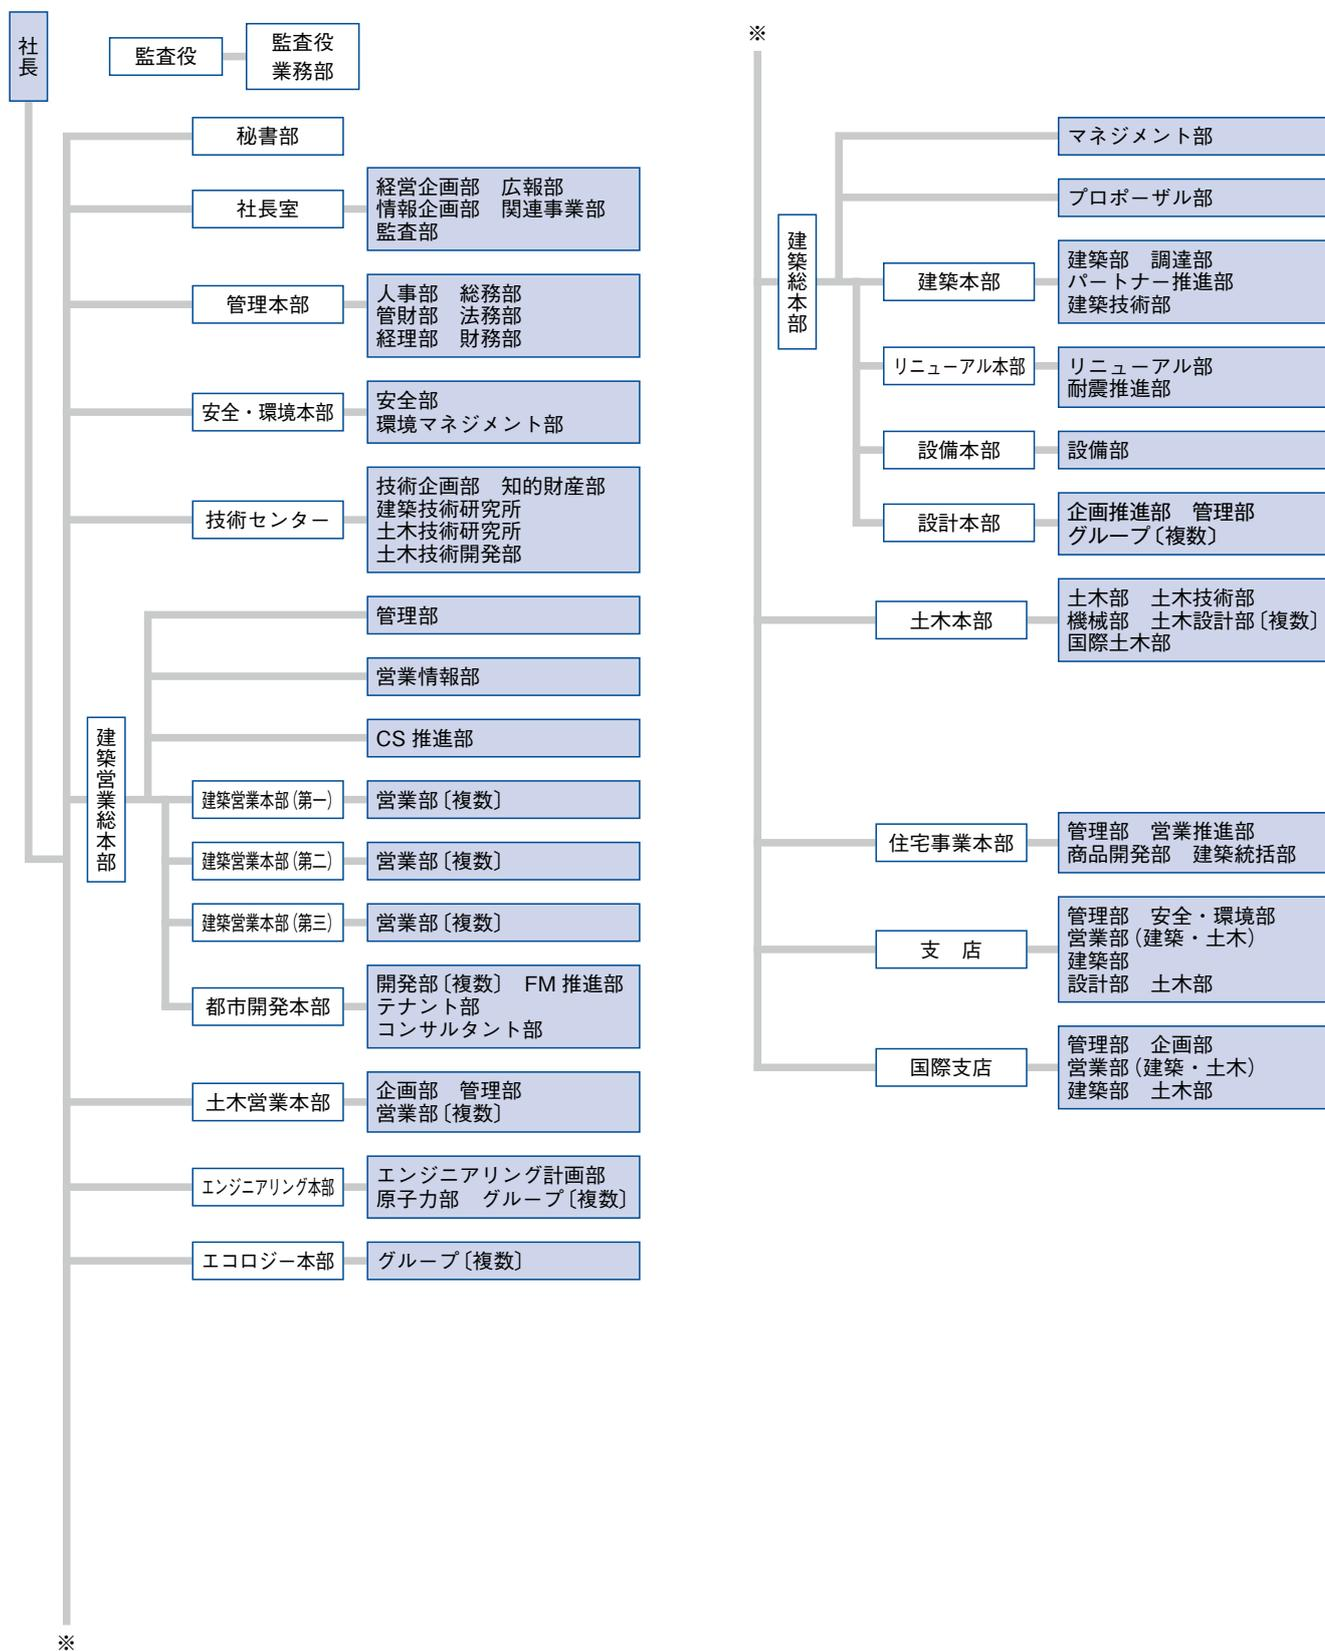 社長
監査役
監査役
業務部
秘書部
社長室
経営企画部　広報部
情報企画部　関連事業部
監査部
管理本部
人事部　総務部
管財部　法務部
経理部　財務部
安全・環境本部
安全部
環境マネジメント部
技術センター
技術企画部　知的財産部
建築技術研究所
土木技術研究所
土木技術開発部
建築営業総本部
管理部
営業情報部
CS 推進部
建築営業本部（第一）
営業部〔複数〕
建築営業本部（第二）
営業部〔複数〕
建築営業本部（第三）
営業部〔複数〕
都市開発本部
開発部〔複数〕　FM 推進部
テナント部
コンサルタント部
土木営業本部
企画部　管理部
営業部〔複数〕
エンジニアリング本部
エンジニアリング計画部
原子力部　グループ〔複数〕
エコロジー本部
グループ〔複数〕
※
※
建築総本部
マネジメント部
プロポーザル部
建築本部
建築部　調達部
パートナー推進部
建築技術部
リニューアル本部
リニューアル部
耐震推進部
設備本部
設備部
設計本部
企画推進部　管理部
グループ〔複数〕
土木本部
土木部　土木技術部
機械部　土木設計部〔複数〕
国際土木部
住宅事業本部
管理部　営業推進部
商品開発部　建築統括部
支　店
管理部　安全・環境部
営業部（建築・土木）
建築部
設計部　土木部
国際支店
管理部　企画部
営業部（建築・土木）
建築部　土木部